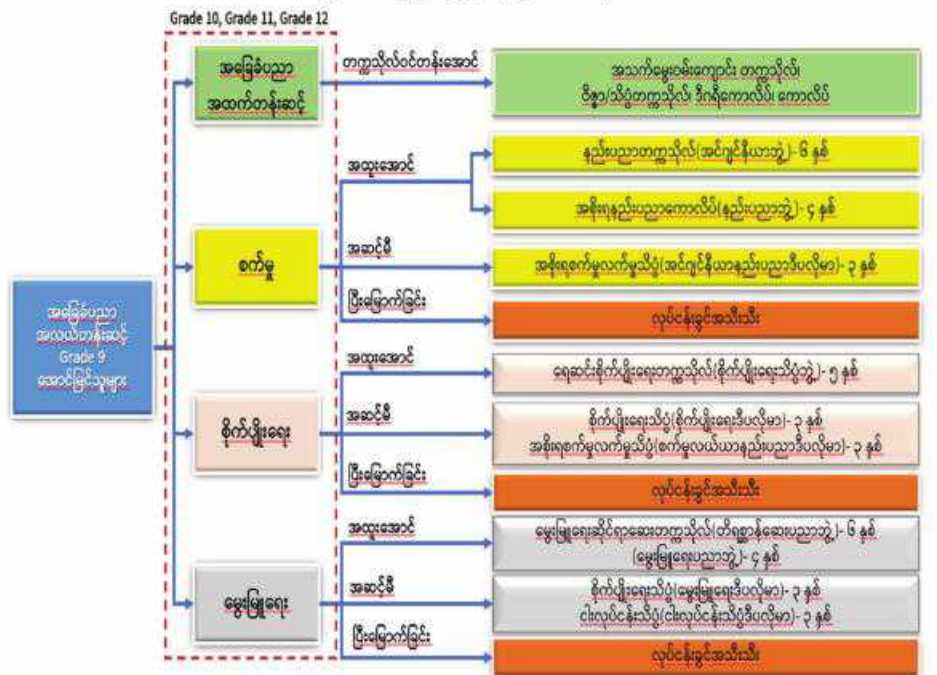 Grade 10, Grade 11, Grade 12
အခြေခံပညာ
အလယ်တန်းဆင့်
Grade 9
အောင်မြင်သူများ
အခြေခံပညာ
အထက်တန်းဆင့်
တက္ကသိုလ်ဝင်တန်းအောင်
အသက်မွေးဝမ်းကျောင်း တက္ကသိုလ်၊
ဝိဇ္ဇာ/သိပ္ပံတက္ကသိုလ်၊ ဒီဂရီကောလိပ်၊ ကောလိပ်
စက်မှု
အထူးအောင်
နည်းပညာတက္ကသိုလ်(အင်ဂျင်နီယာဘွဲ့)- ၆ နှစ်
အစိုးရနည်းပညာကောလိပ်(နည်းပညာဘွဲ့)- ၄ နှစ်
အဆင့်မီ
အစိုးရစက်မှုလက်မှုသိပ္ပံ(အင်ဂျင်နီယာနည်းပညာဒီပလိုမာ)- ၃ နှစ်
ပြီးမြောက်ခြင်း
လုပ်ငန်းခွင်အသီးသီး
စိုက်ပျိုးရေး
အထူးအောင်
ရေဆင်းစိုက်ပျိုးရေးတက္ကသိုလ်(စိုက်ပျိုးရေးသိပ္ပံဘွဲ့)- ၅ နှစ်
အဆင့်မီ
စိုက်ပျိုးရေးသိပ္ပံ(စိုက်ပျိုးရေးဒီပလိုမာ)- ၃ နှစ်
အစိုးရစက်မှုလက်မှုသိပ္ပံ(စက်မှုလယ်ယာနည်းပညာဒီပလိုမာ)- ၃ နှစ်
ပြီးမြောက်ခြင်း
လုပ်ငန်းခွင်အသီးသီး
မွေးမြူရေး
အထူးအောင်
မွေးမြူရေးဆိုင်ရာဆေးတက္ကသိုလ်(တိရစ္ဆာန်ဆေးပညာဘွဲ့)- ၆ နှစ်
(မွေးမြူရေးပညာဘွဲ့)- ၄ နှစ်
အဆင့်မီ
စိုက်ပျိုးရေးသိပ္ပံ(မွေးမြူရေးဒီပလိုမာ)- ၃ နှစ်
ငါးလုပ်ငန်းသိပ္ပံ(ငါးလုပ်ငန်းသိပ္ပံဒီပလိုမာ)- ၃ နှစ်
ပြီးမြောက်ခြင်း
လုပ်ငန်းခွင်အသီးသီး